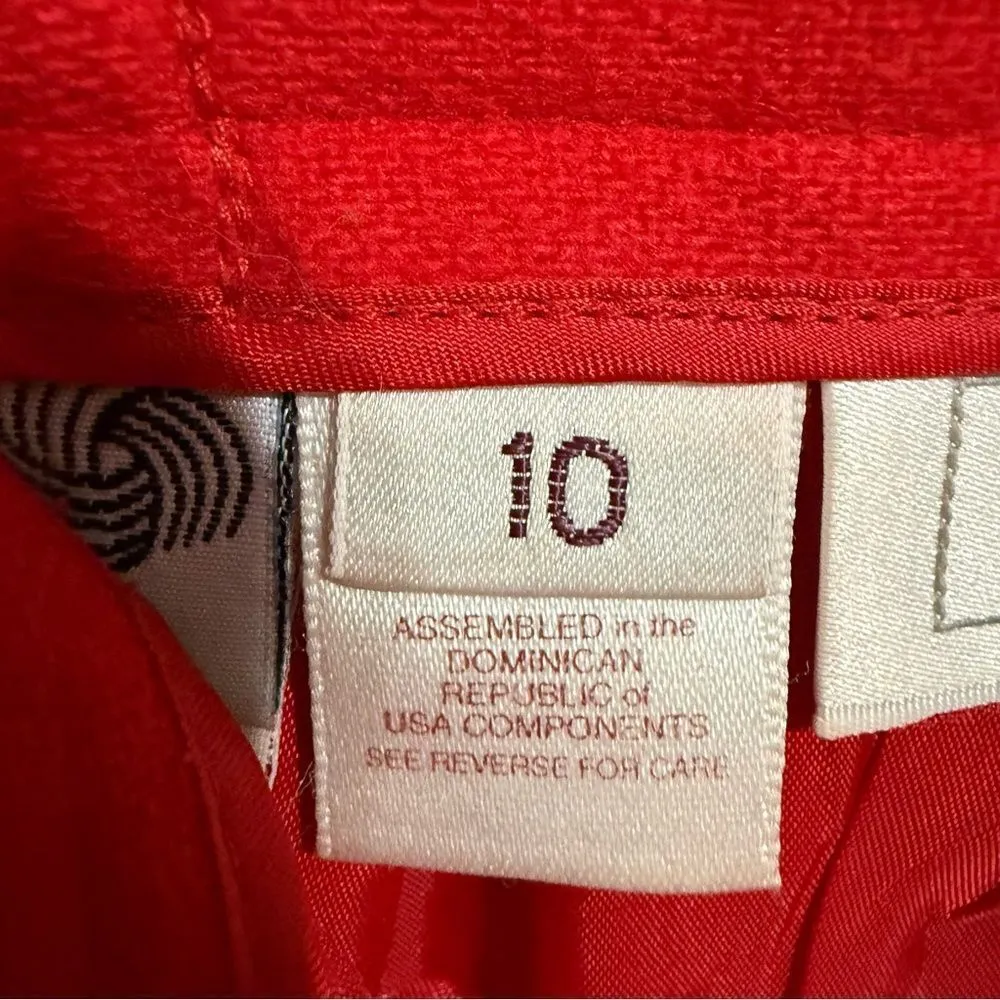 10
ASSEMBLED in the
DOMINICAN
REPUBLIC of
USA COMPONENTS
SEE REVERSE FOR CARE